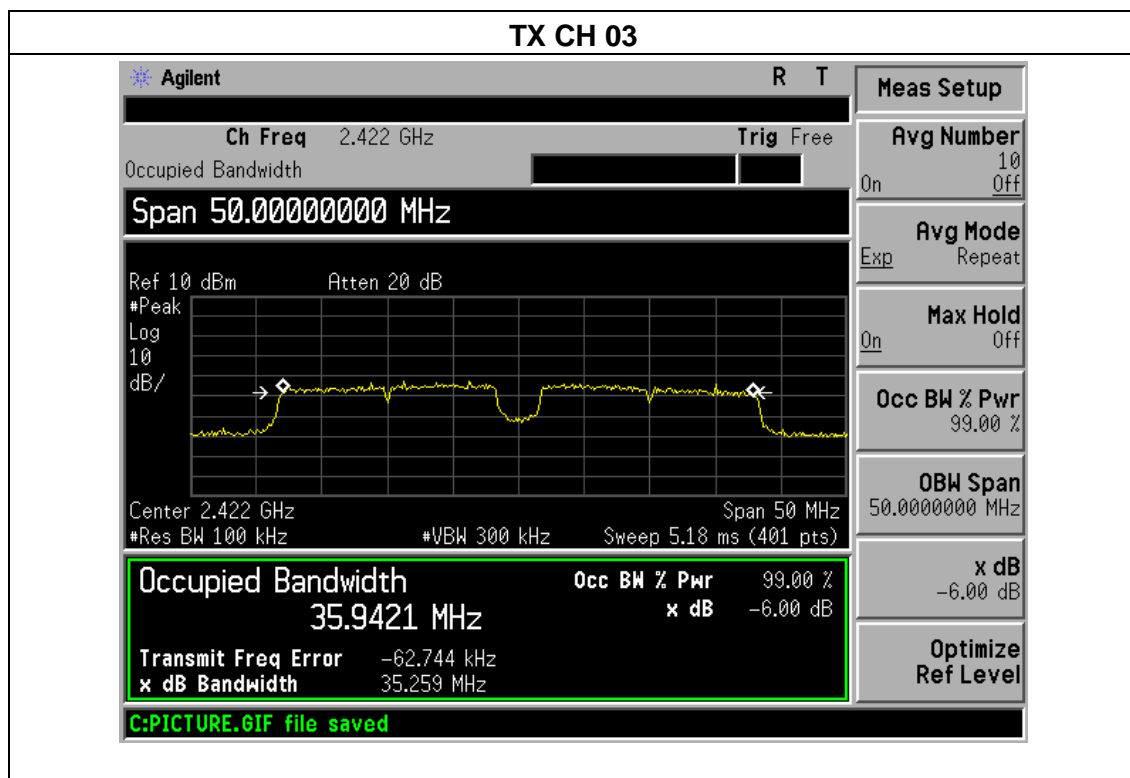 TX CH 03
Agilent R T
Ch Freq 2.422 GHz Trig Free
Occupied Bandwidth
Span 50.00000000 MHz
Ref 10 dBm Atten 20 dB
#Peak
Log
10
dB/
Center 2.422 GHz Span 50 MHz
#Res BW 100 kHz #VBW 300 kHz Sweep 5.18 ms (401 pts)
Occupied Bandwidth Occ BW % Pwr 99.00 %
35.9421 MHz x dB -6.00 dB
Transmit Freq Error -62.744 kHz
x dB Bandwidth 35.259 MHz
C:PICTURE.GIF file saved
Meas Setup
Avg Number
10
On Off
Avg Mode
Exp Repeat
Max Hold
On Off
Occ BW % Pwr
99.00 %
OBW Span
50.0000000 MHz
x dB
-6.00 dB
Optimize
Ref Level